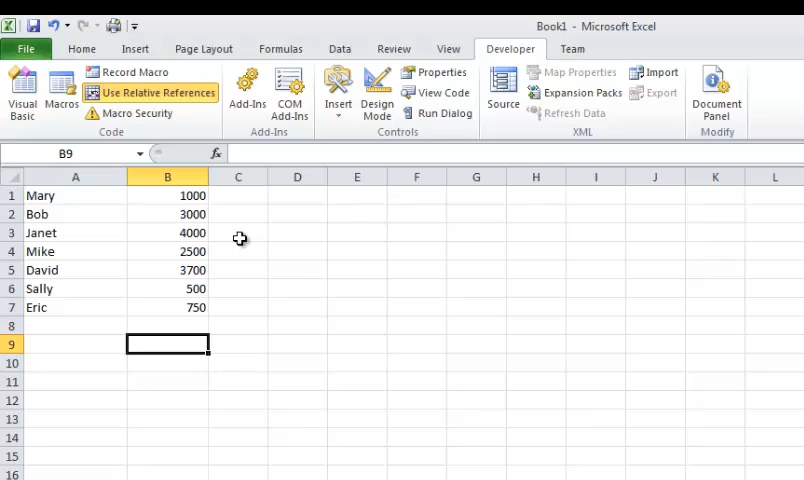 Book1 - Microsoft Excel
File Home Insert Page Layout Formulas Data Review View Developer Team
Visual Basic
Macros
Record Macro
Use Relative References
Macro Security
Code
Add-Ins
COM Add-Ins
Add-Ins
Insert
Design Mode
Properties
View Code
Run Dialog
Controls
Source
Map Properties
Expansion Packs
Refresh Data
Import
Export
XML
Document Panel
Modify
B9 fx
A B C D E F G H I J K L
1 Mary 1000
2 Bob 3000
3 Janet 4000
4 Mike 2500
5 David 3700
6 Sally 500
7 Eric 750
8
9
10
11
12
13
14
15
16